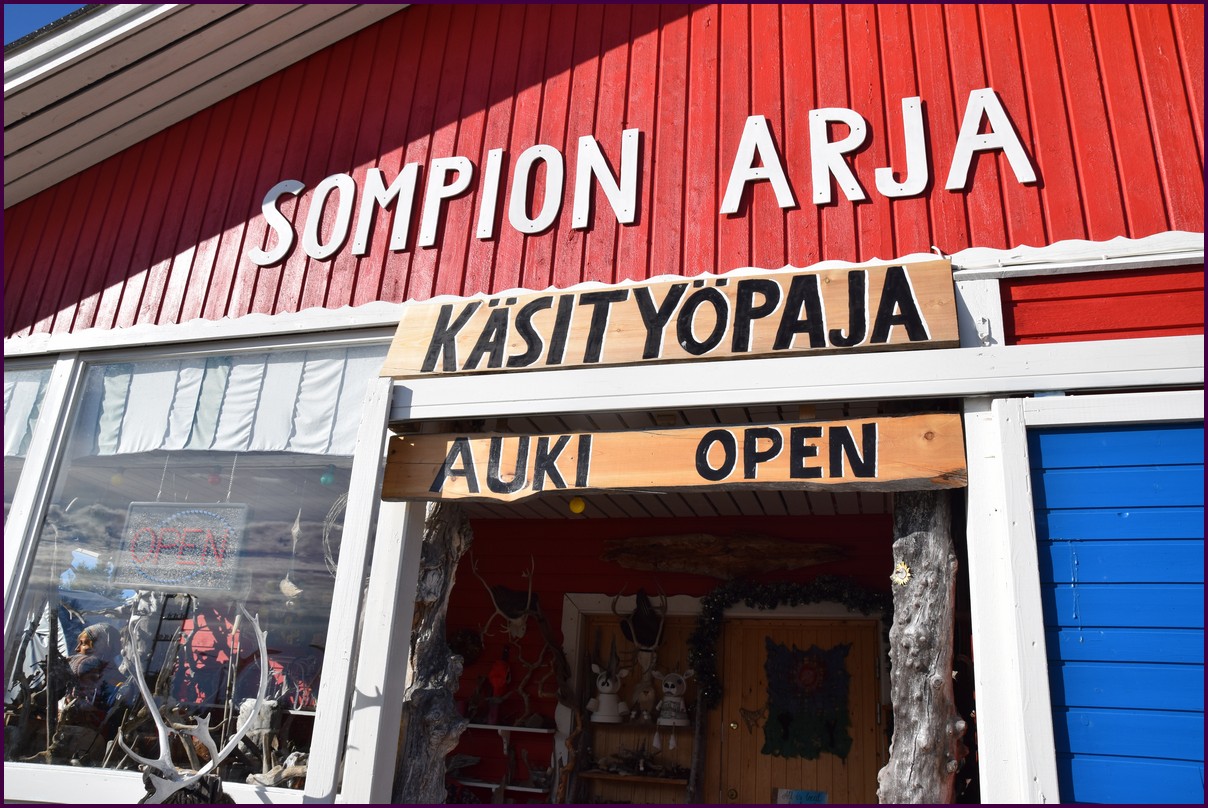 SOMPION ARJA
KÄSITYÖPAJA
AUKI OPEN
OPEN